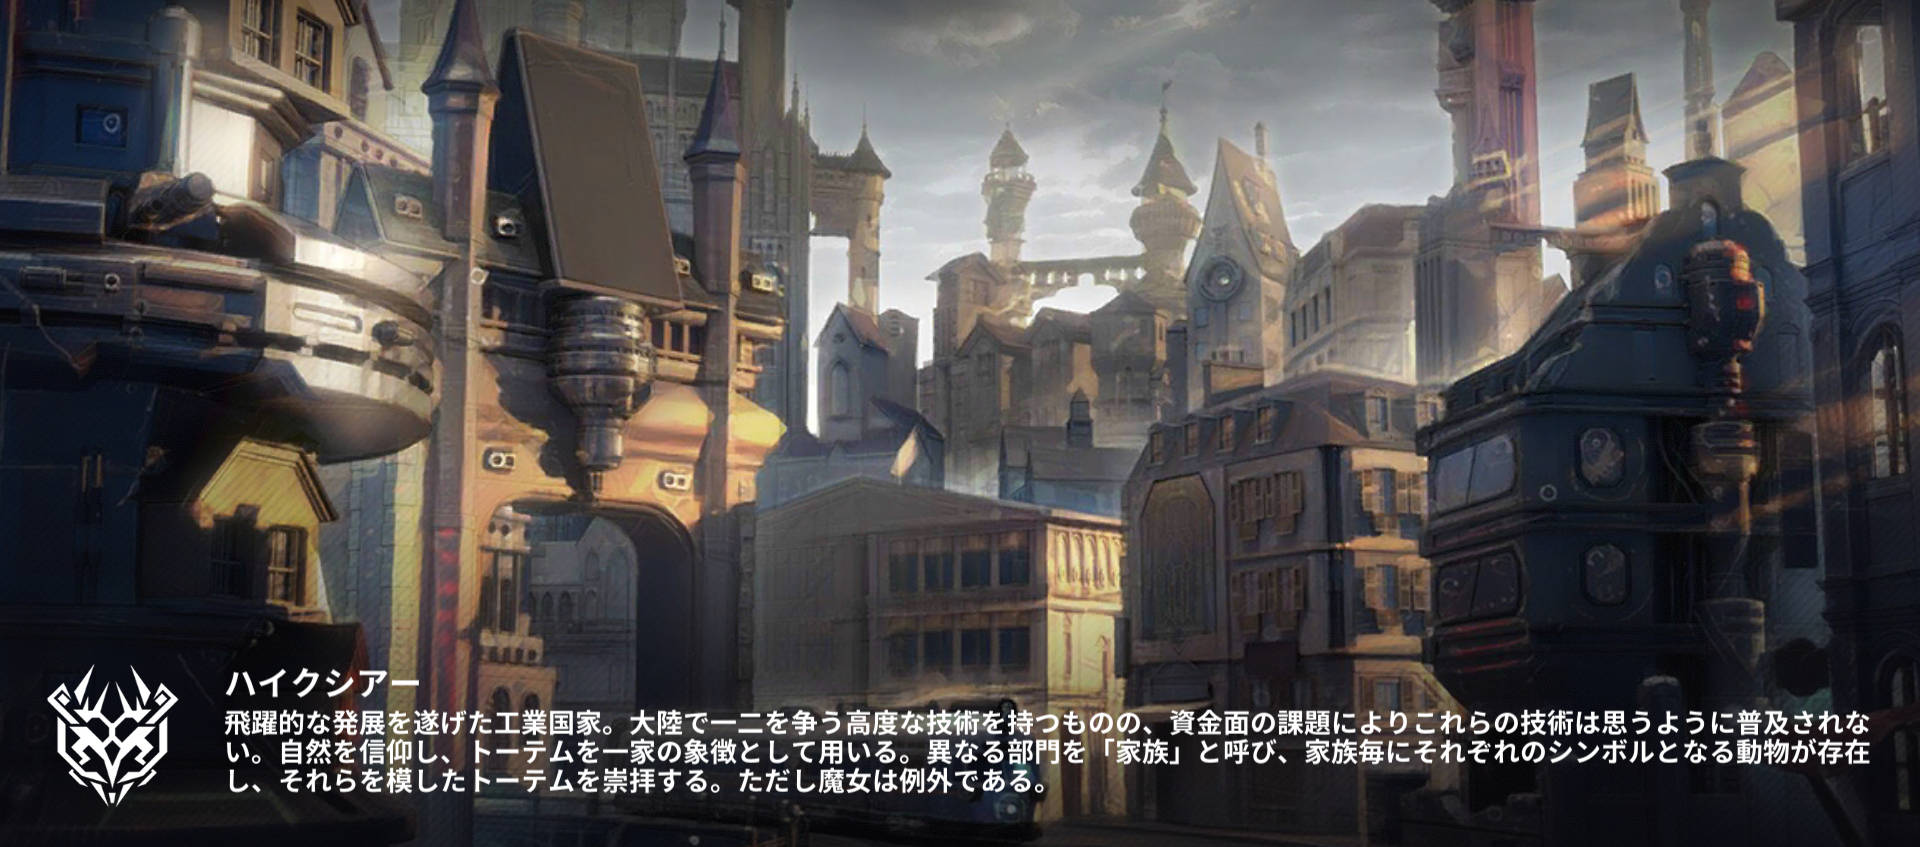 ハイクシアー
飛躍的な発展を遂げた工業国家。大陸で一二を争う高度な技術を持つものの、資金面の課題によりこれらの技術は思うように普及されな
い。自然を信仰し、トーテムを一家の象徴として用いる。異なる部門を「家族」と呼び、家族毎にそれぞれのシンボルとなる動物が存在
し、それらを模したトーテムを崇拝する。ただし魔女は例外である。